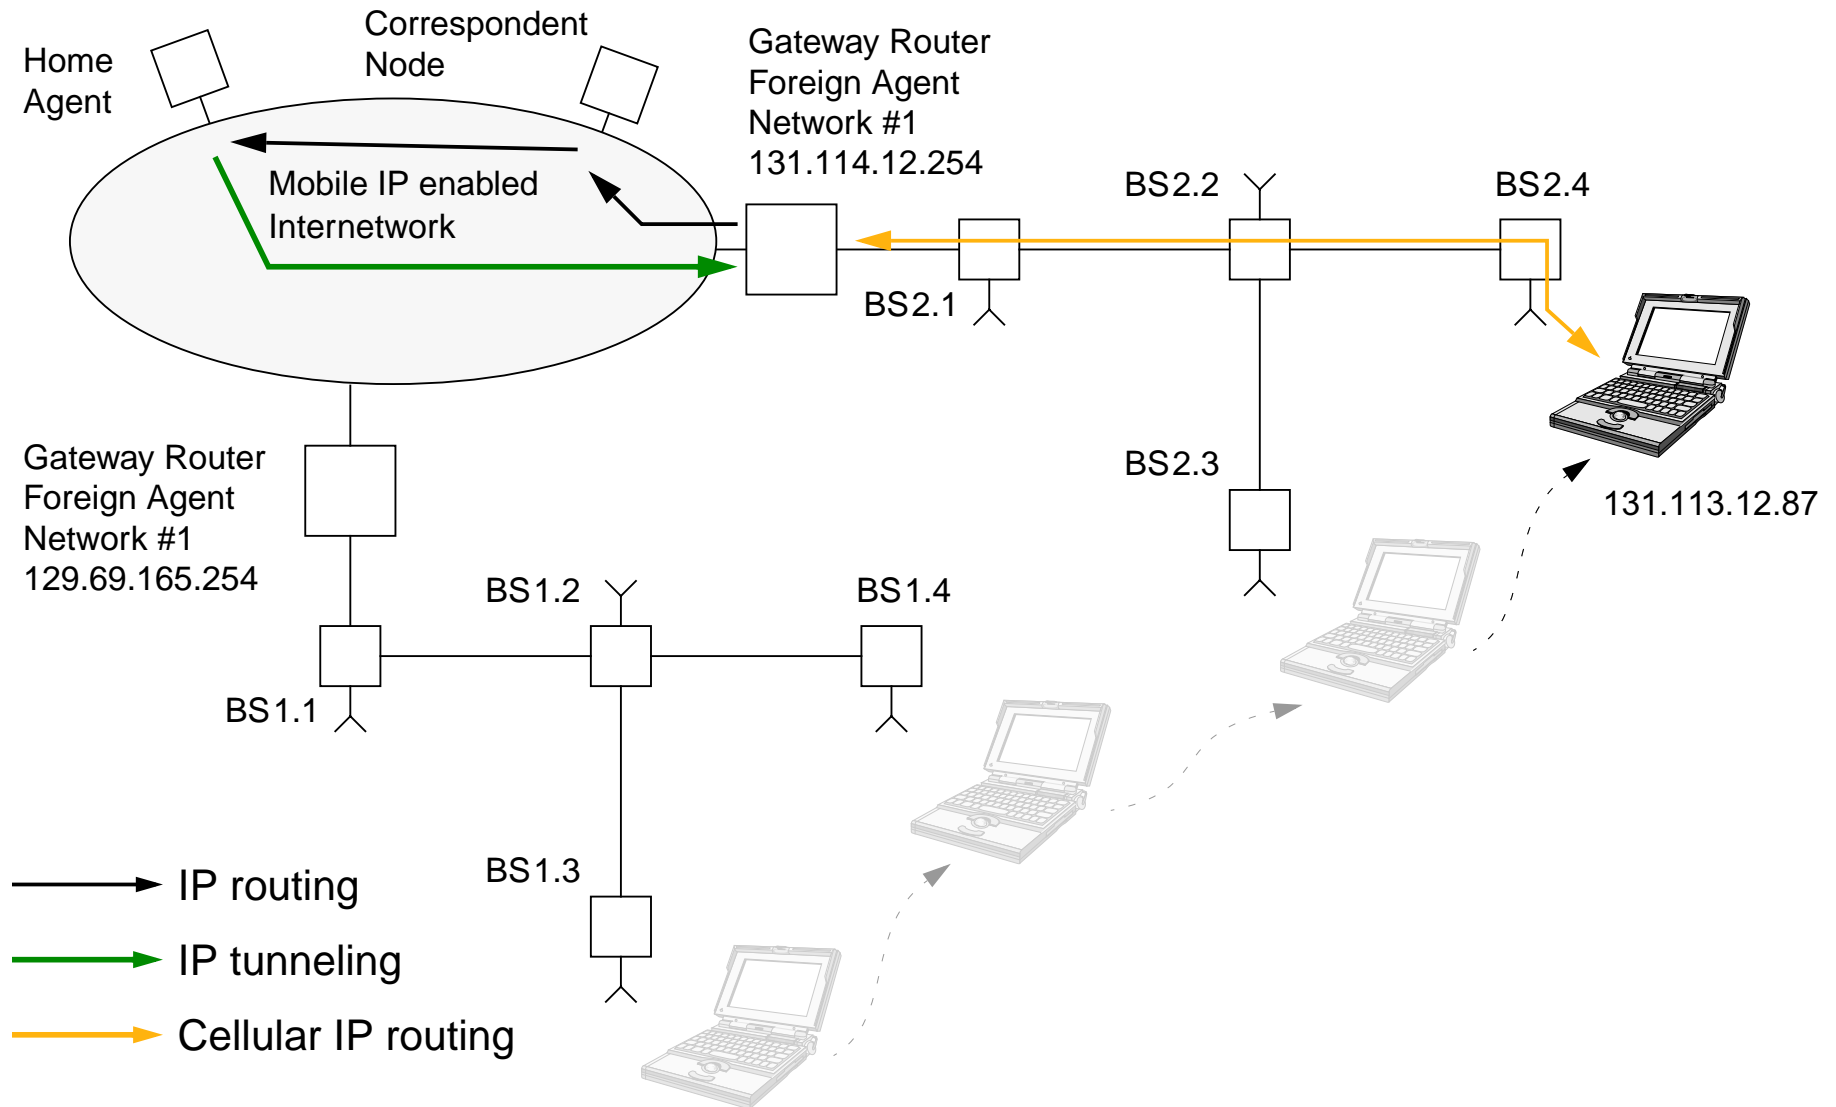 Home
Agent
Correspondent
Node
Gateway Router
Foreign Agent
Network #1
131.114.12.254
Mobile IP enabled
Internetwork
BS2.2
BS2.4
BS2.1
BS2.3
131.113.12.87
Gateway Router
Foreign Agent
Network #1
129.69.165.254
BS1.2
BS1.4
BS1.1
BS1.3
IP routing
IP tunneling
Cellular IP routing